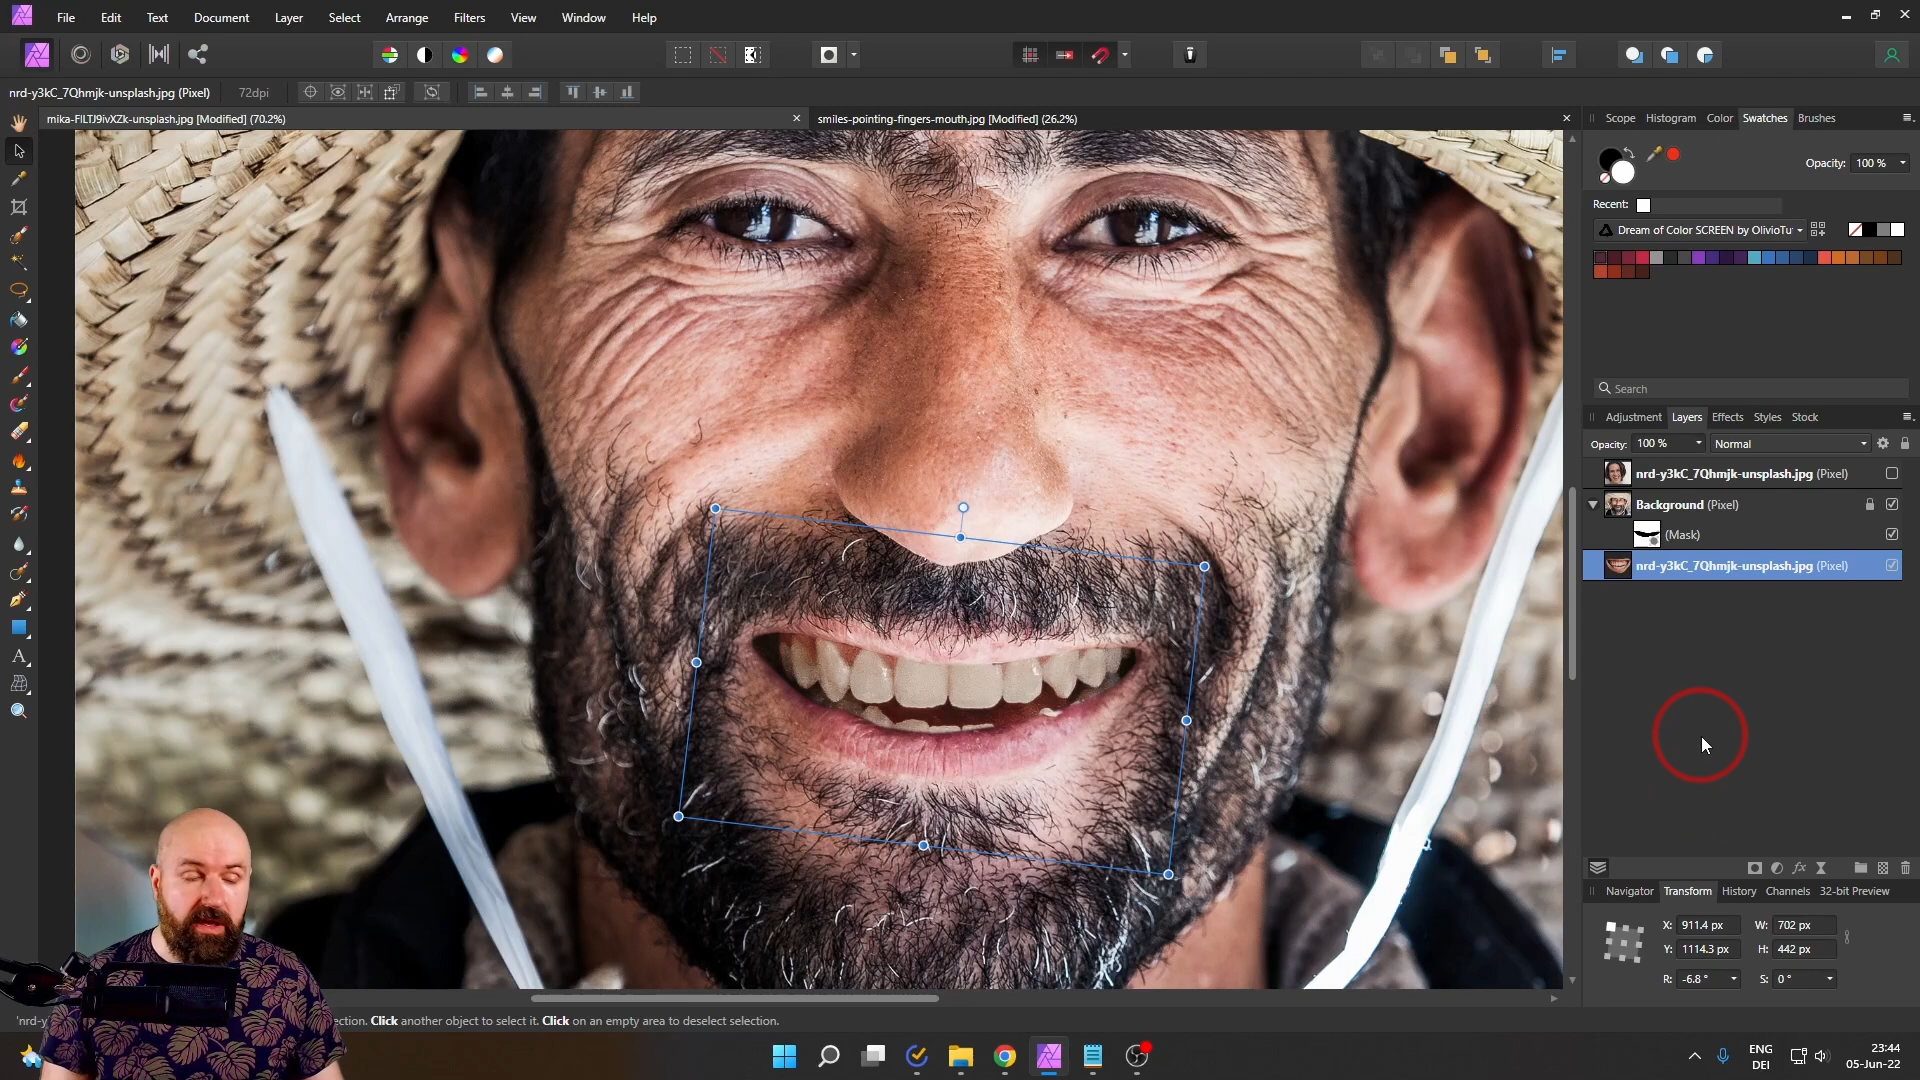 File Edit Text Document Layer Select Arrange Filters View Window Help
nrd-y3kC_7Qhmjk-unsplash.jpg (Pixel) 72dpi
mika-FILTJ9ivXZk-unsplash.jpg [Modified] (70.2%)
smiles-pointing-fingers-mouth.jpg [Modified] (26.2%)
Scope Histogram Color Swatches Brushes
Opacity: 100 %
Recent:
Dream of Color SCREEN by OlivioTu
Search
Adjustment Layers Effects Styles Stock
Opacity: 100 % Normal
nrd-y3kC_7Qhmjk-unsplash.jpg (Pixel)
Background (Pixel)
(Mask)
nrd-y3kC_7Qhmjk-unsplash.jpg (Pixel)
Navigator Transform History Channels 32-bit Preview
X: 911.4 px W: 702 px
Y: 1114.3 px H: 442 px
R: -6.8 ° S: 0 °
'nrd-y ection. Click another object to select it. Click on an empty area to deselect selection.
ENG
DEI
23:44
05-Jun-22